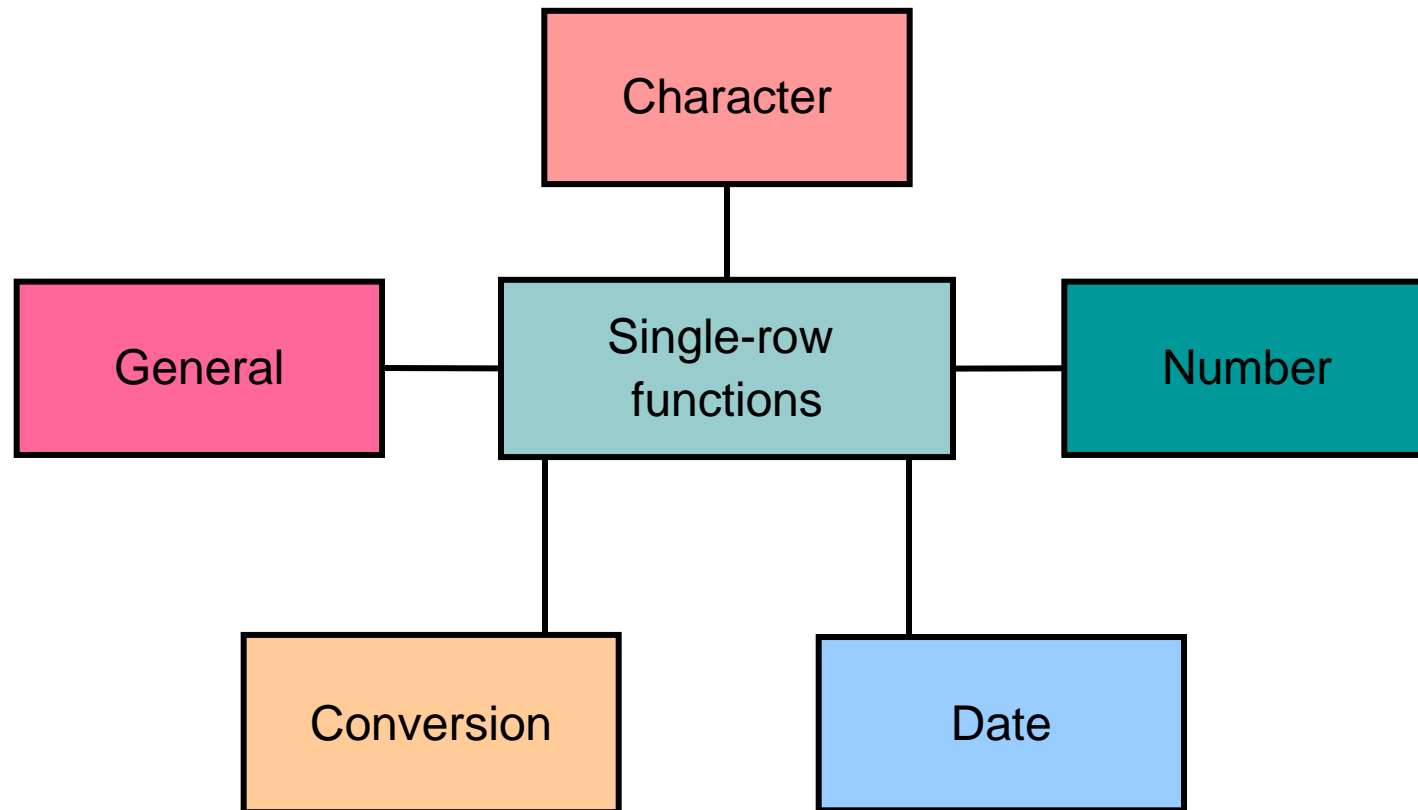 Character
General
Single-row
functions
Number
Conversion
Date